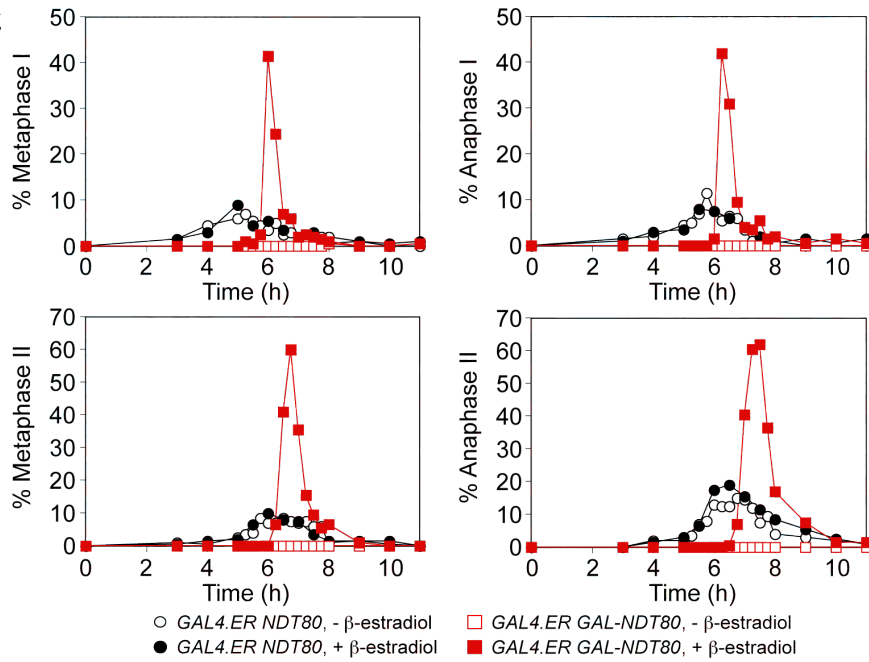 % Metaphase I
50
40
30
20
10
0
0 2 4 6 8 10
Time (h)
% Anaphase I
50
40
30
20
10
0
0 2 4 6 8 10
Time (h)
% Metaphase II
70
60
50
40
30
20
10
0
0 2 4 6 8 10
Time (h)
% Anaphase II
70
60
50
40
30
20
10
0
0 2 4 6 8 10
Time (h)
GAL4.ER NDT80, - β-estradiol
GAL4.ER GAL-NDT80, - β-estradiol
GAL4.ER NDT80, + β-estradiol
GAL4.ER GAL-NDT80, + β-estradiol